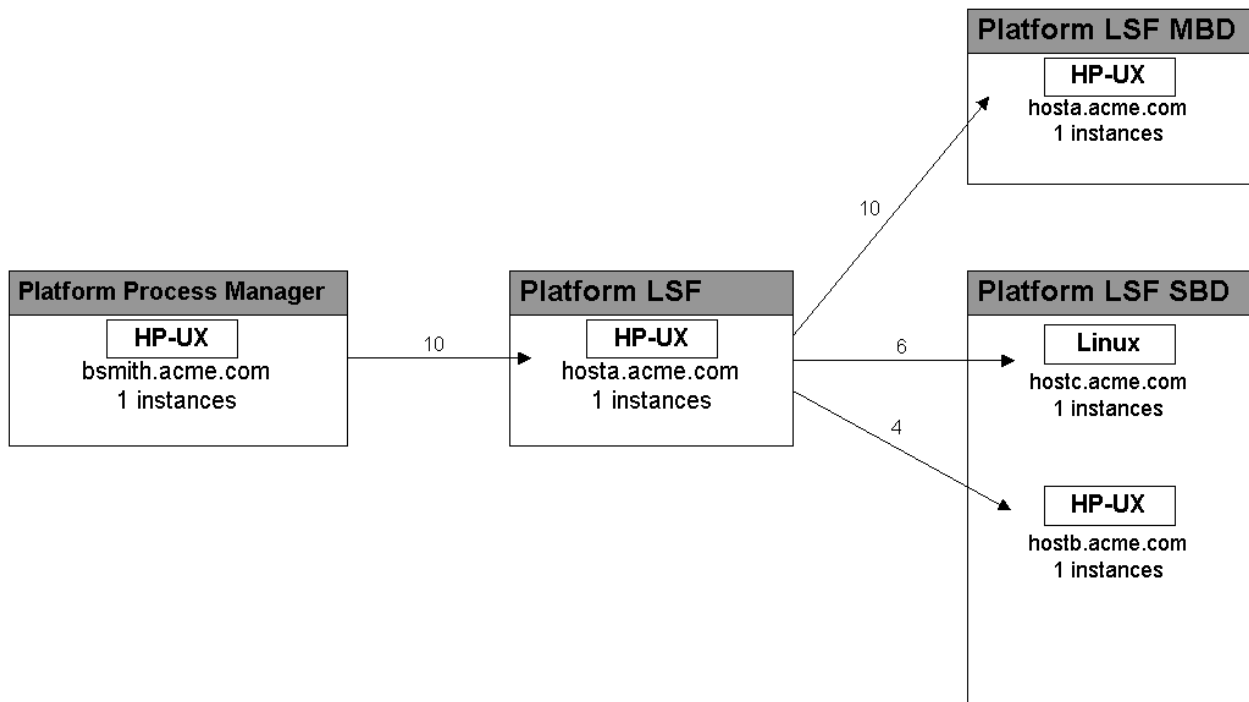 Platform LSF MBD
HP-UX
hosta.acme.com
1 instances
10
Platform Process Manager
HP-UX
bsmith.acme.com
1 instances
10
Platform LSF
HP-UX
hosta.acme.com
1 instances
6
4
Platform LSF SBD
Linux
hostc.acme.com
1 instances
HP-UX
hostb.acme.com
1 instances